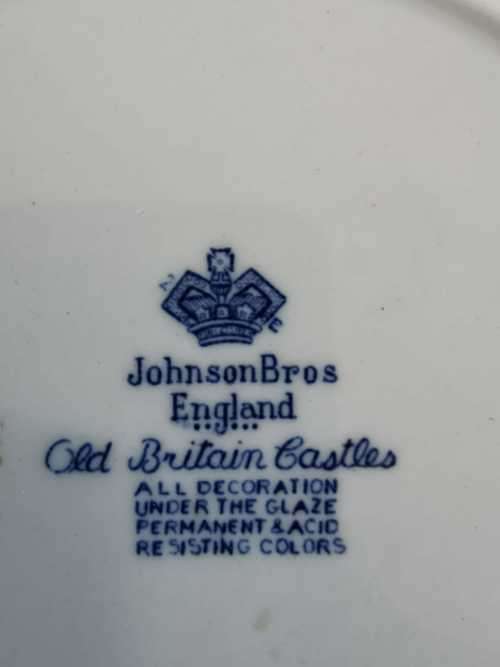 JohnsonBros
England
Old Britain Castles
ALL DECORATION
UNDER THE GLAZE
PERMANENT & ACID
RESISTING COLORS